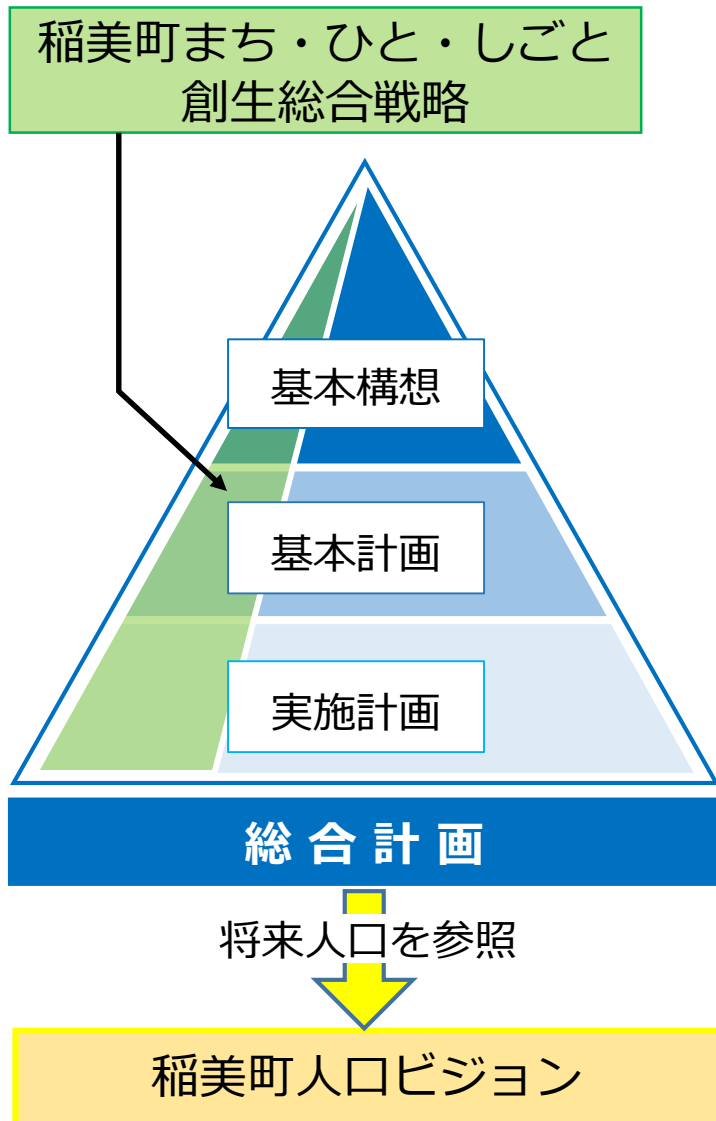 稲美町まち・ひと・しごと
創生総合戦略
基本構想
基本計画
実施計画
総合計画
将来人口を参照
稲美町人口ビジョン